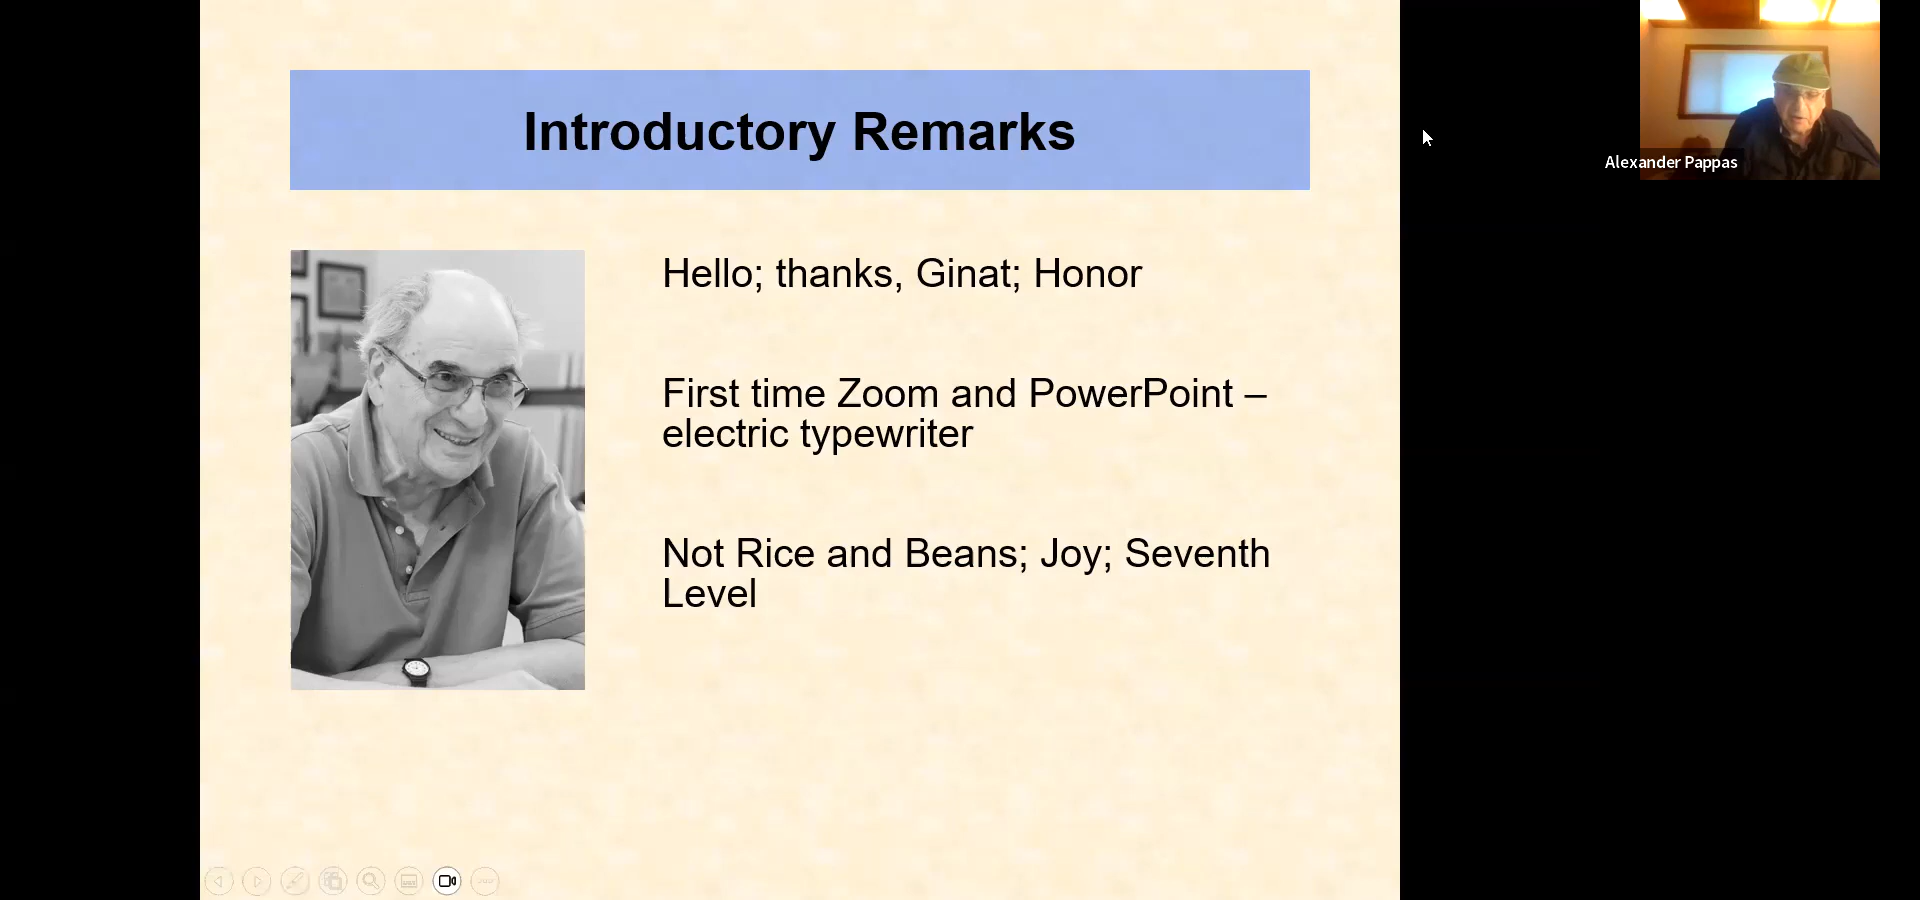 Introductory Remarks
Hello; thanks, Ginat; Honor
First time Zoom and PowerPoint –
electric typewriter
Not Rice and Beans; Joy; Seventh
Level
Alexander Pappas